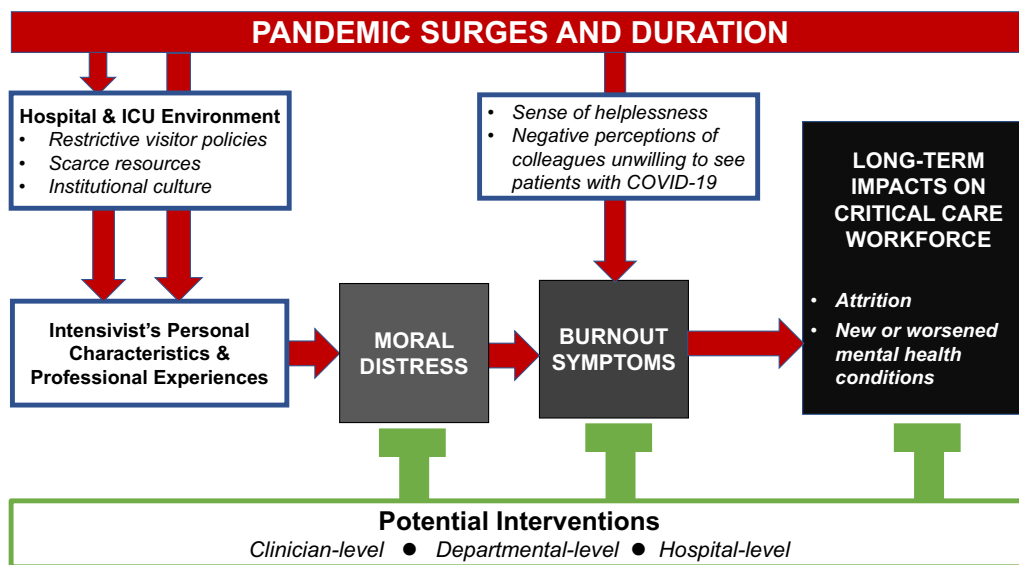 PANDEMIC SURGES AND DURATION
Hospital & ICU Environment
• Restrictive visitor policies
• Scarce resources
• Institutional culture
• Sense of helplessness
• Negative perceptions of
colleagues unwilling to see
patients with COVID-19
LONG-TERM
IMPACTS ON
CRITICAL CARE
WORKFORCE
• Attrition
• New or worsened
mental health
conditions
Intensivist's Personal
Characteristics &
Professional Experiences
MORAL
DISTRESS
BURNOUT
SYMPTOMS
Potential Interventions
Clinician-level ● Departmental-level ● Hospital-level